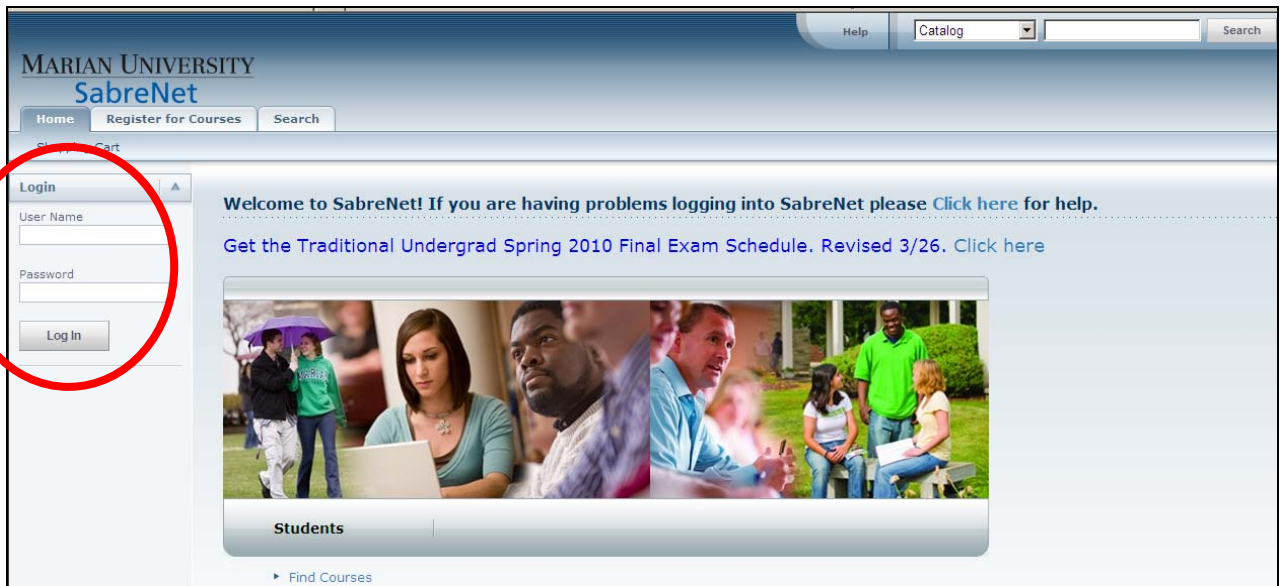 Help
Catalog
Search
MARIAN UNIVERSITY
SabreNet
Home
Register for Courses
Search
Shopping Cart
Login
User Name
Password
Log In
Welcome to SabreNet! If you are having problems logging into SabreNet please Click here for help.
Get the Traditional Undergrad Spring 2010 Final Exam Schedule. Revised 3/26. Click here
Students
Find Courses